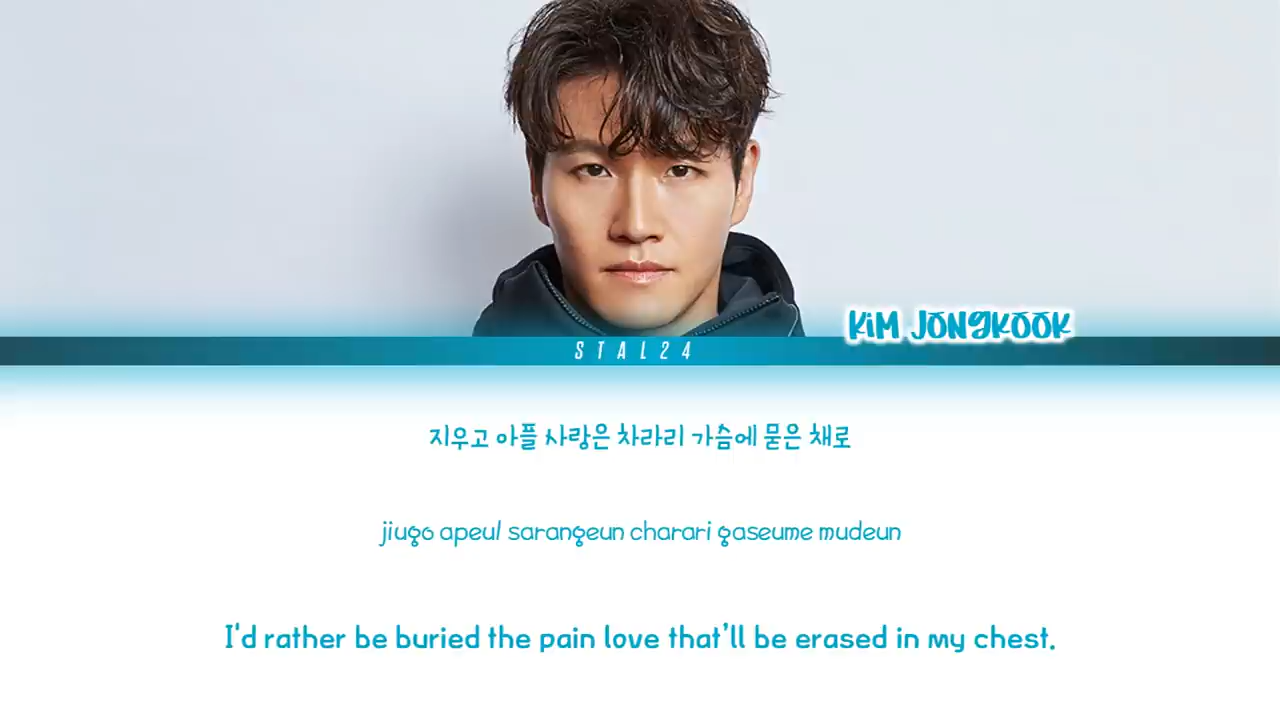 KiM JONGKOOK
STAL24
지우고 아플 사랑은 차라리 가슴에 묻은 채로
jiugo apeul sarangeun charari gaseume mudeun
I'd rather be buried the pain love that'll be erased in my chest.